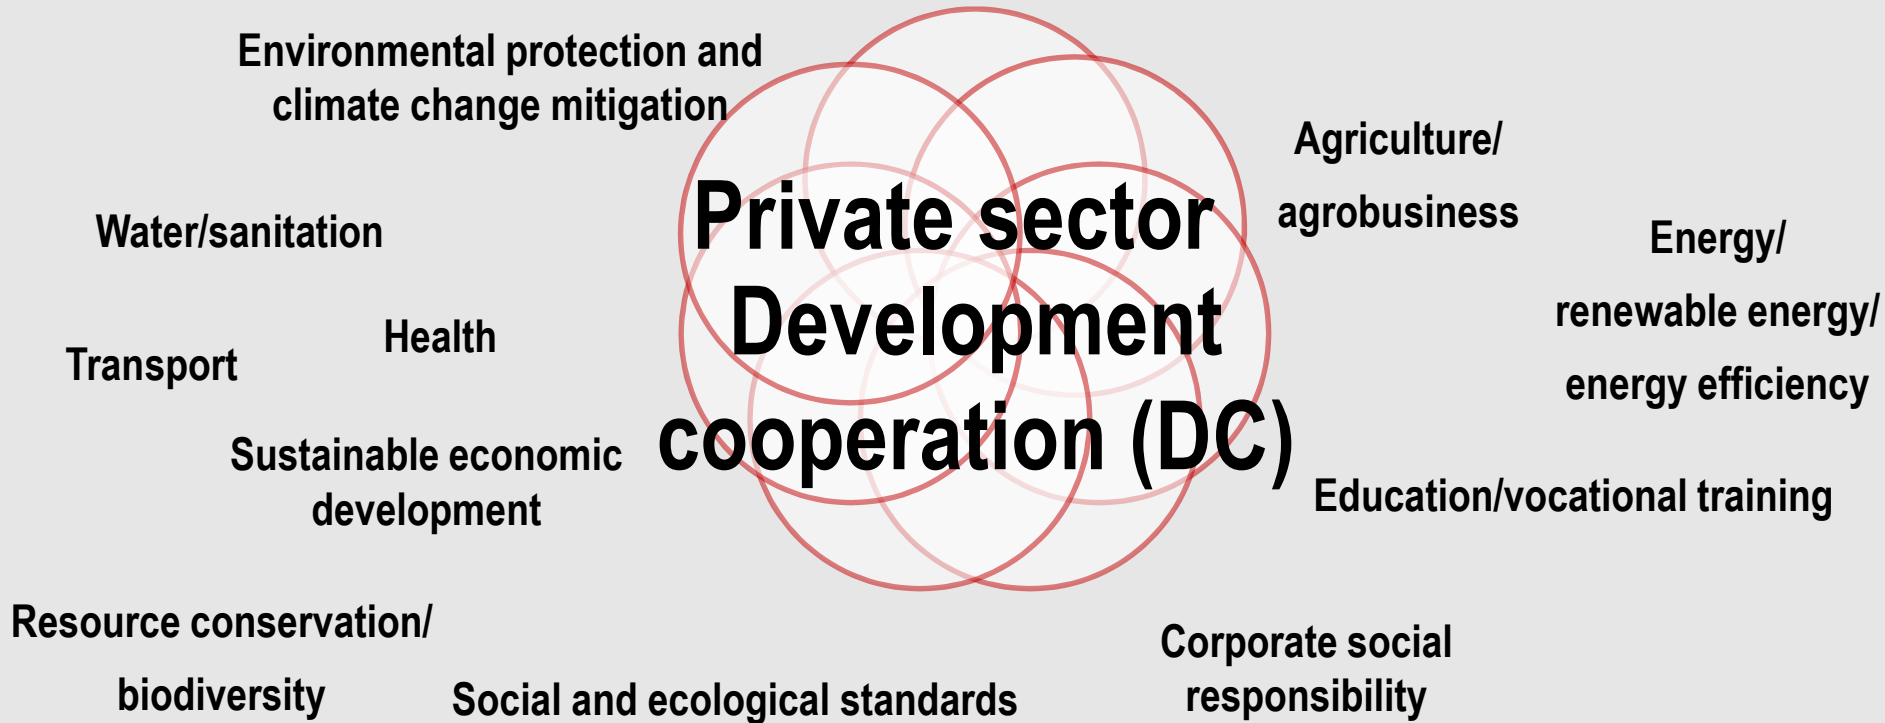 Environmental protection and
climate change mitigation
Agriculture/
agrobusiness
Water/sanitation
Private sector
Development
cooperation (DC)
Energy/
renewable energy/
energy efficiency
Health
Transport
Sustainable economic
development
Education/vocational training
Resource conservation/
biodiversity
Social and ecological standards
Corporate social
responsibility